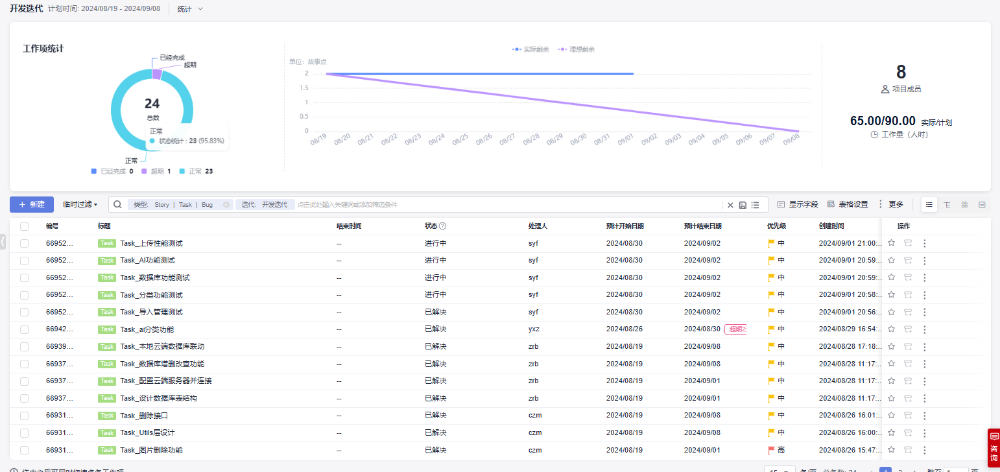 开发迭代 计划时间: 2024/08/19 - 2024/09/08 统计
工作项统计
已经完成
超期
24
总数
正常
状态统计 : 23 (95.83%)
正常
已经完成 0 超期 1 正常 23
实际剩余 理想剩余
单位：故事点
2
1.5
1
0.5
0
08/19 08/20 08/21 08/22 08/23 08/24 08/25 08/26 08/27 08/28 08/29 08/30 08/31 09/01 09/02 09/03 09/04 09/05 09/06 09/07 09/08
8
项目成员
65.00/90.00 实际/计划
工作量（人时）
新建 临时过滤 类型: Story | Task | Bug 迭代: 开发迭代 点击此处输入关键词或添加筛选条件 显示字段 表格设置 更多
编号 标题 结束时间 状态 处理人 预计开始日期 预计结束日期 优先级 创建时间 操作
66952... Task Task_上传性能测试 -- 进行中 syf 2024/08/30 2024/09/02 中 2024/09/01 21:00:...
66952... Task Task_AI功能测试 -- 进行中 syf 2024/08/30 2024/09/02 中 2024/09/01 20:59:...
66952... Task Task_数据库功能测试 -- 进行中 syf 2024/08/30 2024/09/02 中 2024/09/01 20:59:...
66952... Task Task_分类功能测试 -- 进行中 syf 2024/08/30 2024/09/02 中 2024/09/01 20:58:...
66952... Task Task_导入管理测试 -- 已解决 syf 2024/08/30 2024/09/02 中 2024/09/01 20:56:...
66942... Task Task_ai分类功能 -- 已解决 yxz 2024/08/26 2024/08/30 超期2 中 2024/08/29 16:54:...
66939... Task Task_本地云端数据库联动 -- 已解决 zrb 2024/08/19 2024/09/08 中 2024/08/28 17:18:...
66937... Task Task_数据库增删改查功能 -- 已解决 zrb 2024/08/19 2024/09/08 中 2024/08/28 11:17:...
66937... Task Task_配置云端服务器并连接 -- 已解决 zrb 2024/08/19 2024/09/01 中 2024/08/28 11:17:...
66937... Task Task_设计数据库表结构 -- 已解决 zrb 2024/08/19 2024/09/01 中 2024/08/28 11:17:...
66931... Task Task_删除接口 -- 已解决 czm 2024/08/19 2024/09/08 中 2024/08/26 16:01:...
66931... Task Task_Utils层设计 -- 已解决 czm 2024/08/19 2024/09/08 中 2024/08/26 16:00:...
66931... Task Task_图片删除功能 -- 已解决 czm 2024/08/19 2024/09/01 高 2024/08/26 15:47:...
咨询